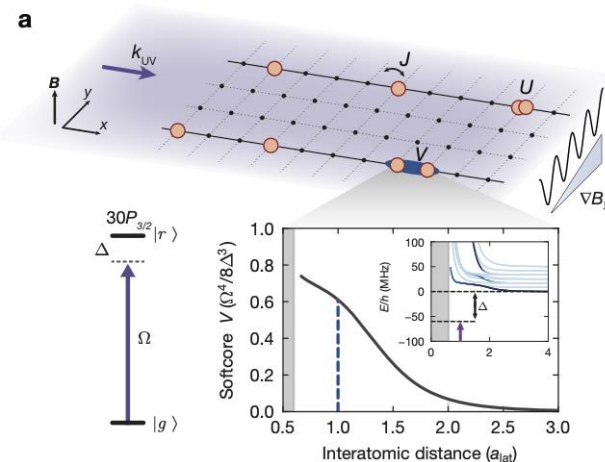 a
k_UV
J
U
B
y
x
V
∇B_y
30P_3/2
|r⟩
Δ
Ω
|g⟩
Softcore V (Ω⁴/8Δ³)
1.0
0.8
0.6
0.4
0.2
0.0
0.5 1.0 1.5 2.0 2.5 3.0
Interatomic distance (a_lat)
E/h (MHz)
100
50
0
−50
−100
Δ
0 2 4